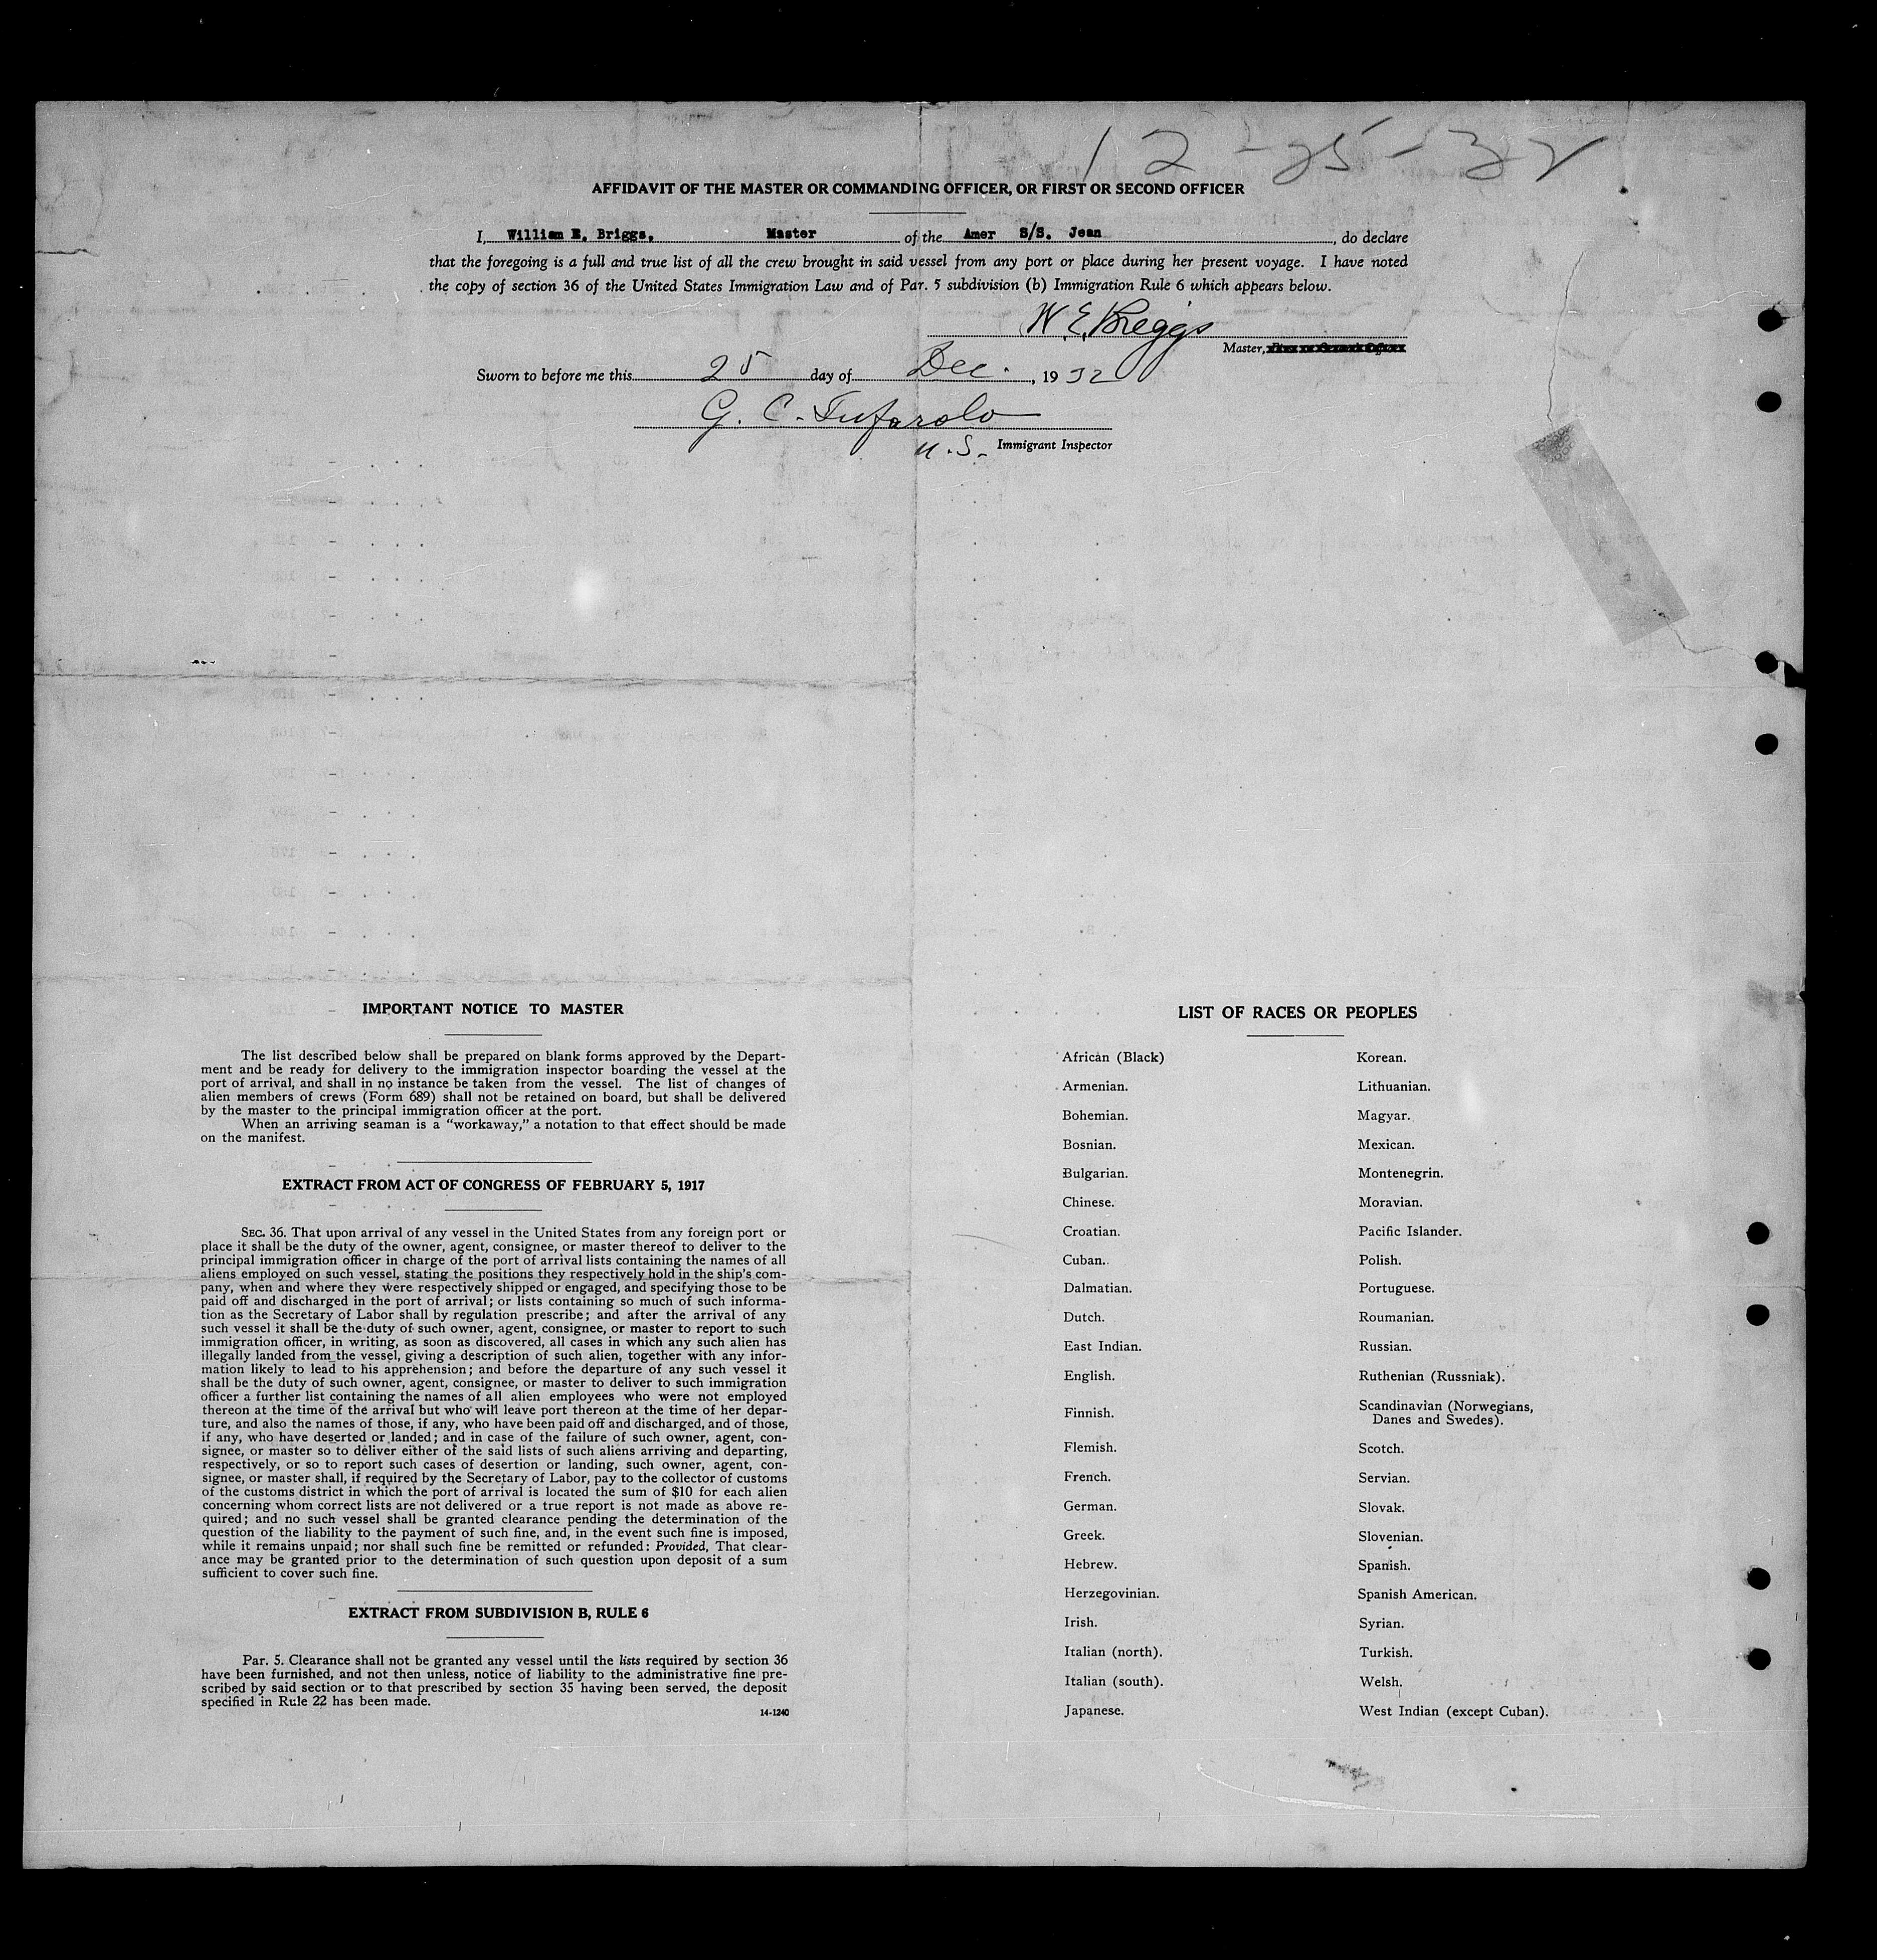 12-25-32
AFFIDAVIT OF THE MASTER OR COMMANDING OFFICER, OR FIRST OR SECOND OFFICER
I, William E. Briggs, Master of the Amer S/S. Jean, do declare
that the foregoing is a full and true list of all the crew brought in said vessel from any port or place during her present voyage. I have noted
the copy of section 36 of the United States Immigration Law and of Par. 5 subdivision (b) Immigration Rule 6 which appears below.
W. E. Briggs
Master,
Sworn to before me this 25 day of Dec., 1932
G. C. Tufarolo
U.S. Immigrant Inspector
IMPORTANT NOTICE TO MASTER
The list described below shall be prepared on blank forms approved by the Depart-
ment and be ready for delivery to the immigration inspector boarding the vessel at the
port of arrival, and shall in no instance be taken from the vessel. The list of changes of
alien members of crews (Form 689) shall not be retained on board, but shall be delivered
by the master to the principal immigration officer at the port.
When an arriving seaman is a "workaway," a notation to that effect should be made
on the manifest.
EXTRACT FROM ACT OF CONGRESS OF FEBRUARY 5, 1917
SEC. 36. That upon arrival of any vessel in the United States from any foreign port or
place it shall be the duty of the owner, agent, consignee, or master thereof to deliver to the
principal immigration officer in charge of the port of arrival lists containing the names of all
aliens employed on such vessel, stating the positions they respectively hold in the ship's com-
pany, when and where they were respectively shipped or engaged, and specifying those to be
paid off and discharged in the port of arrival; or lists containing so much of such informa-
tion as the Secretary of Labor shall by regulation prescribe; and after the arrival of any
such vessel it shall be the duty of such owner, agent, consignee, or master to report to such
immigration officer, in writing, as soon as discovered, all cases in which any such alien has
illegally landed from the vessel, giving a description of such alien, together with any infor-
mation likely to lead to his apprehension; and before the departure of any such vessel it
shall be the duty of such owner, agent, consignee, or master to deliver to such immigration
officer a further list containing the names of all alien employees who were not employed
thereon at the time of the arrival but who will leave port thereon at the time of her depar-
ture, and also the names of those, if any, who have been paid off and discharged, and of those,
if any, who have deserted or landed; and in case of the failure of such owner, agent, con-
signee, or master so to deliver either of the said lists of such aliens arriving and departing,
respectively, or so to report such cases of desertion or landing, such owner, agent, con-
signee, or master shall, if required by the Secretary of Labor, pay to the collector of customs
of the customs district in which the port of arrival is located the sum of $10 for each alien
concerning whom correct lists are not delivered or a true report is not made as above re-
quired; and no such vessel shall be granted clearance pending the determination of the
question of the liability to the payment of such fine, and, in the event such fine is imposed,
while it remains unpaid; nor shall such fine be remitted or refunded: Provided, That clear-
ance may be granted prior to the determination of such question upon deposit of a sum
sufficient to cover such fine.
EXTRACT FROM SUBDIVISION B, RULE 6
Par. 5. Clearance shall not be granted any vessel until the lists required by section 36
have been furnished, and not then unless, notice of liability to the administrative fine pre-
scribed by said section or to that prescribed by section 35 having been served, the deposit
specified in Rule 22 has been made.
14-1240
LIST OF RACES OR PEOPLES
African (Black)
Armenian.
Bohemian.
Bosnian.
Bulgarian.
Chinese.
Croatian.
Cuban.
Dalmatian.
Dutch.
East Indian.
English.
Finnish.
Flemish.
French.
German.
Greek.
Hebrew.
Herzegovinian.
Irish.
Italian (north).
Italian (south).
Japanese.
Korean.
Lithuanian.
Magyar.
Mexican.
Montenegrin.
Moravian.
Pacific Islander.
Polish.
Portuguese.
Roumanian.
Russian.
Ruthenian (Russniak).
Scandinavian (Norwegians,
Danes and Swedes).
Scotch.
Servian.
Slovak.
Slovenian.
Spanish.
Spanish American.
Syrian.
Turkish.
Welsh.
West Indian (except Cuban).